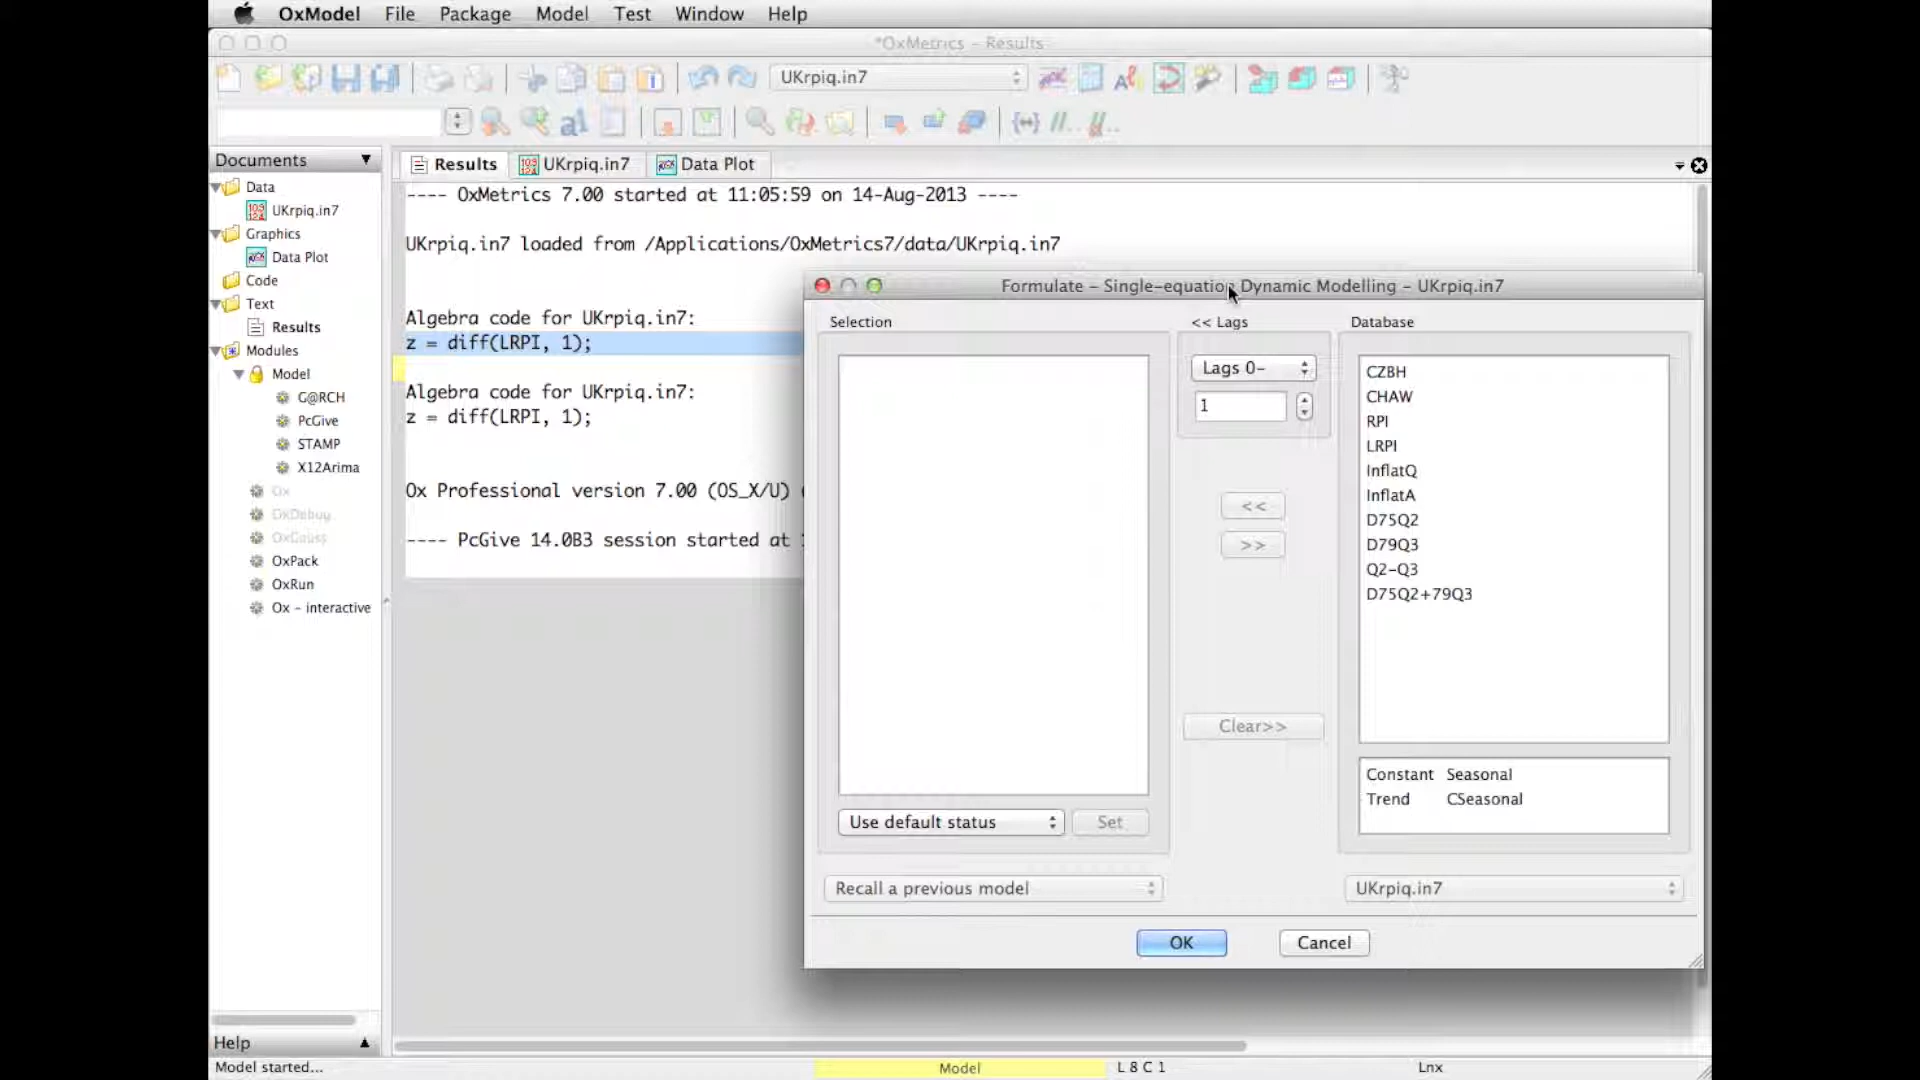 OxModel File Package Model Test Window Help
*OxMetrics - Results
UKrpiq.in7
Documents
Results
UKrpiq.in7
Data Plot
Data
UKrpiq.in7
Graphics
Data Plot
Code
Text
Results
Modules
Model
G@RCH
PcGive
STAMP
X12Arima
Ox
OxDebug
OxGauss
OxPack
OxRun
Ox - interactive
Help
---- OxMetrics 7.00 started at 11:05:59 on 14-Aug-2013 ----
UKrpiq.in7 loaded from /Applications/OxMetrics7/data/UKrpiq.in7
Algebra code for UKrpiq.in7:
z = diff(LRPI, 1);
Algebra code for UKrpiq.in7:
z = diff(LRPI, 1);
Ox Professional version 7.00 (OS_X/U)
---- PcGive 14.0B3 session started at
Formulate - Single-equation Dynamic Modelling - UKrpiq.in7
Selection
<< Lags
Database
Lags 0-
1
<<
>>
Clear>>
CZBH
CHAW
RPI
LRPI
InflatQ
InflatA
D75Q2
D79Q3
Q2-Q3
D75Q2+79Q3
Constant Seasonal
Trend CSeasonal
Use default status
Set
Recall a previous model
UKrpiq.in7
OK
Cancel
Model started...
Model
L 8 C 1
Lnx